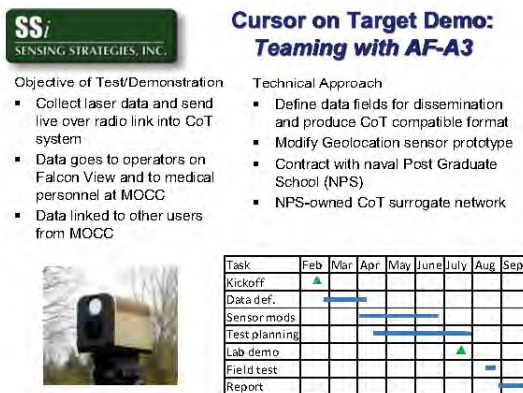 SSi
SENSING STRATEGIES, INC.
Cursor on Target Demo:
Teaming with AF-A3
Objective of Test/Demonstration
▪ Collect laser data and send
live over radio link into CoT
system
▪ Data goes to operators on
Falcon View and to medical
personnel at MOCC
▪ Data linked to other users
from MOCC
Technical Approach
▪ Define data fields for dissemination
and produce CoT compatible format
▪ Modify Geolocation sensor prototype
▪ Contract with naval Post Graduate
School (NPS)
▪ NPS-owned CoT surrogate network
Task Feb Mar Apr May June July Aug Sep
Kickoff
Data def.
Sensor mods
Test planning
Lab demo
Field test
Report